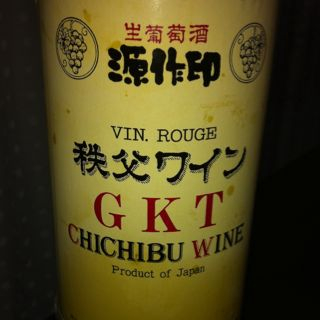 生葡萄酒
源作印
VIN. ROUGE
秩父ワイン
GKT
CHICHIBU WINE
Product of Japan